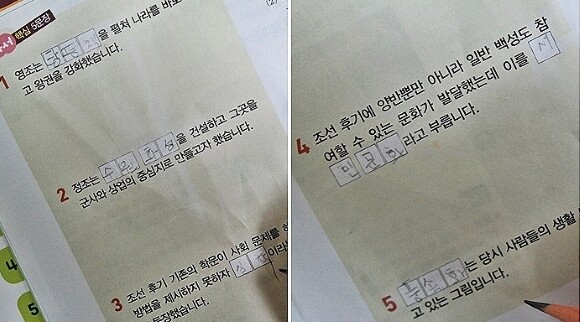 핵심 5문장
1 영조는 을 펼쳐 나라를 바로
고 왕권을 강화했습니다.
2 정조는 수원 화성을 건설하고 그곳을
군사와 상업의 중심지로 만들고자 했습니다.
3 조선 후기 기존의 학문이 사회 문제를
방법을 제시하지 못하자 실학이라
등장했습니다.
4
5
4 조선 후기에 양반뿐만 아니라 일반 백성도 참
여할 수 있는 문화가 발달했는데 이를 서
민문화라고 부릅니다.
5 풍속화는 당시 사람들의 생활
고 있는 그림입니다.